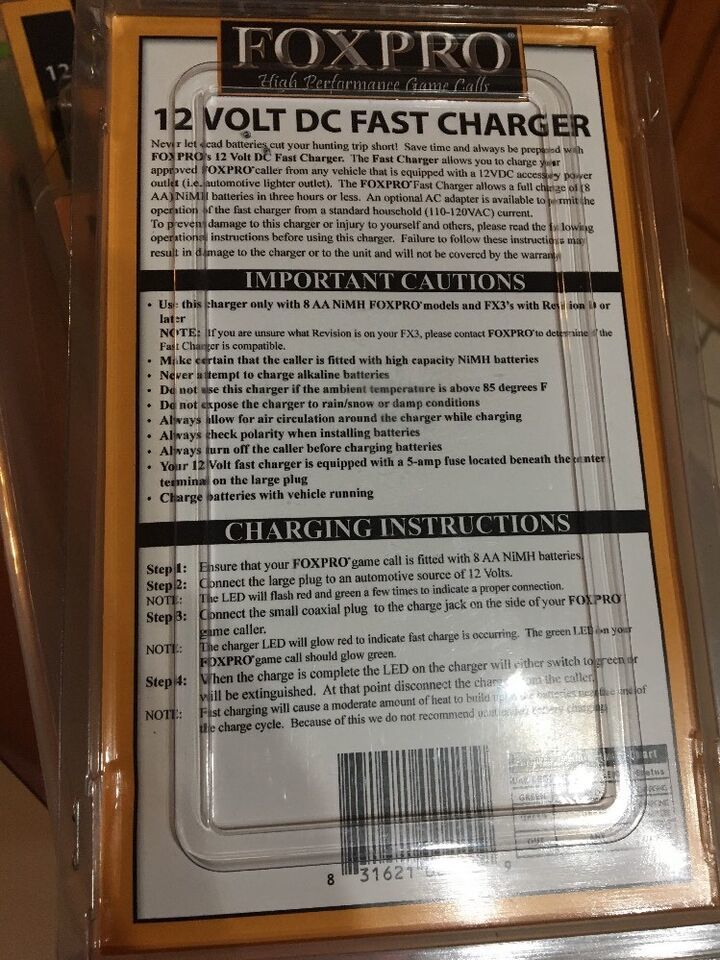 12
FOXPRO®
High Performance Game Calls
12 VOLT DC FAST CHARGER
Never let dead batteries cut your hunting trip short! Save time and always be prepared with
FOXPRO's 12 Volt DC Fast Charger. The Fast Charger allows you to charge your
approved FOXPRO® caller from any vehicle that is equipped with a 12VDC accessory power
outlet (i.e. automotive lighter outlet). The FOXPRO® Fast Charger allows a full charge of (8
AA) NiMH batteries in three hours or less. An optional AC adapter is available to permit the
operation of the fast charger from a standard household (110-120VAC) current.
To prevent damage to this charger or injury to yourself and others, please read the following
operational instructions before using this charger. Failure to follow these instructions may
result in damage to the charger or to the unit and will not be covered by the warranty
IMPORTANT CAUTIONS
• Use this charger only with 8 AA NiMH FOXPRO® models and FX3's with Revision D or
later
NOTE: If you are unsure what Revision is on your FX3, please contact FOXPRO® to determine if the
Fast Charger is compatible.
• Make certain that the caller is fitted with high capacity NiMH batteries
• Never attempt to charge alkaline batteries
• Do not use this charger if the ambient temperature is above 85 degrees F
• Do not expose the charger to rain/snow or damp conditions
• Always allow for air circulation around the charger while charging
• Always check polarity when installing batteries
• Always turn off the caller before charging batteries
• Your 12 Volt fast charger is equipped with a 5-amp fuse located beneath the center
terminal on the large plug
• Charge batteries with vehicle running
CHARGING INSTRUCTIONS
Step 1: Ensure that your FOXPRO® game call is fitted with 8 AA NiMH batteries.
Step 2: Connect the large plug to an automotive source of 12 Volts.
NOTE: The LED will flash red and green a few times to indicate a proper connection.
Step 3: Connect the small coaxial plug to the charge jack on the side of your FOXPRO®
game caller.
NOTE: The charger LED will glow red to indicate fast charge is occurring. The green LED on your
FOXPRO® game call should glow green.
Step 4: When the charge is complete the LED on the charger will either switch to green or
will be extinguished. At that point disconnect the charger from the caller.
NOTE: Fast charging will cause a moderate amount of heat to build up in the batteries near the end of
the charge cycle. Because of this we do not recommend unattended battery charging
Status
GREEN
8 31621 9